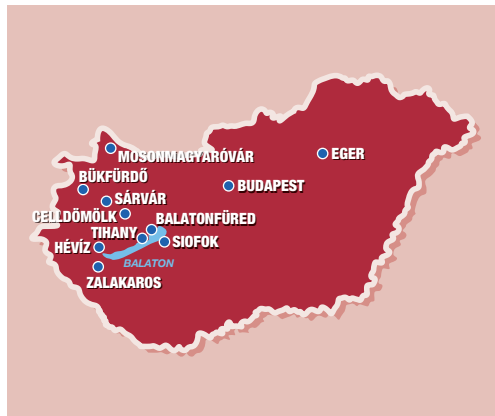 MOSONMAGYARÓVÁR
EGER
BÜKFÜRDŐ
BUDAPEST
SÁRVÁR
CELLDÖMÖLK
BALATONFÜRED
TIHANY
SIOFOK
HÉVÍZ
BALATON
ZALAKAROS